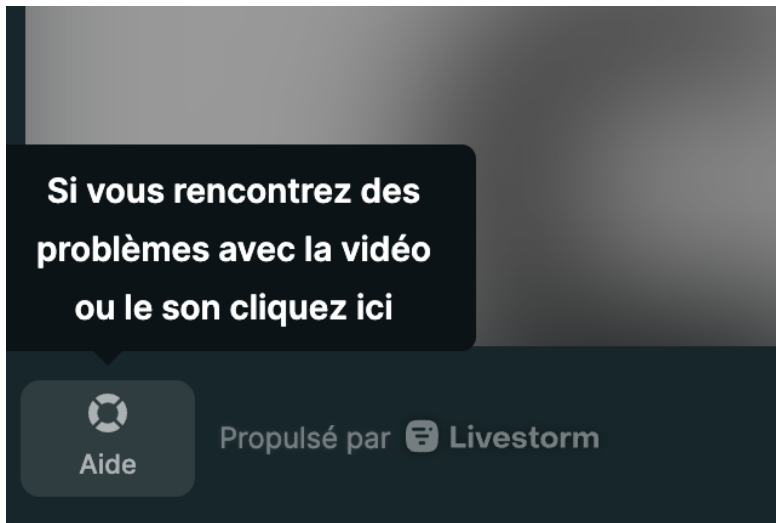 Si vous rencontrez des
problèmes avec la vidéo
ou le son cliquez ici
Aide
Propulsé par Livestorm